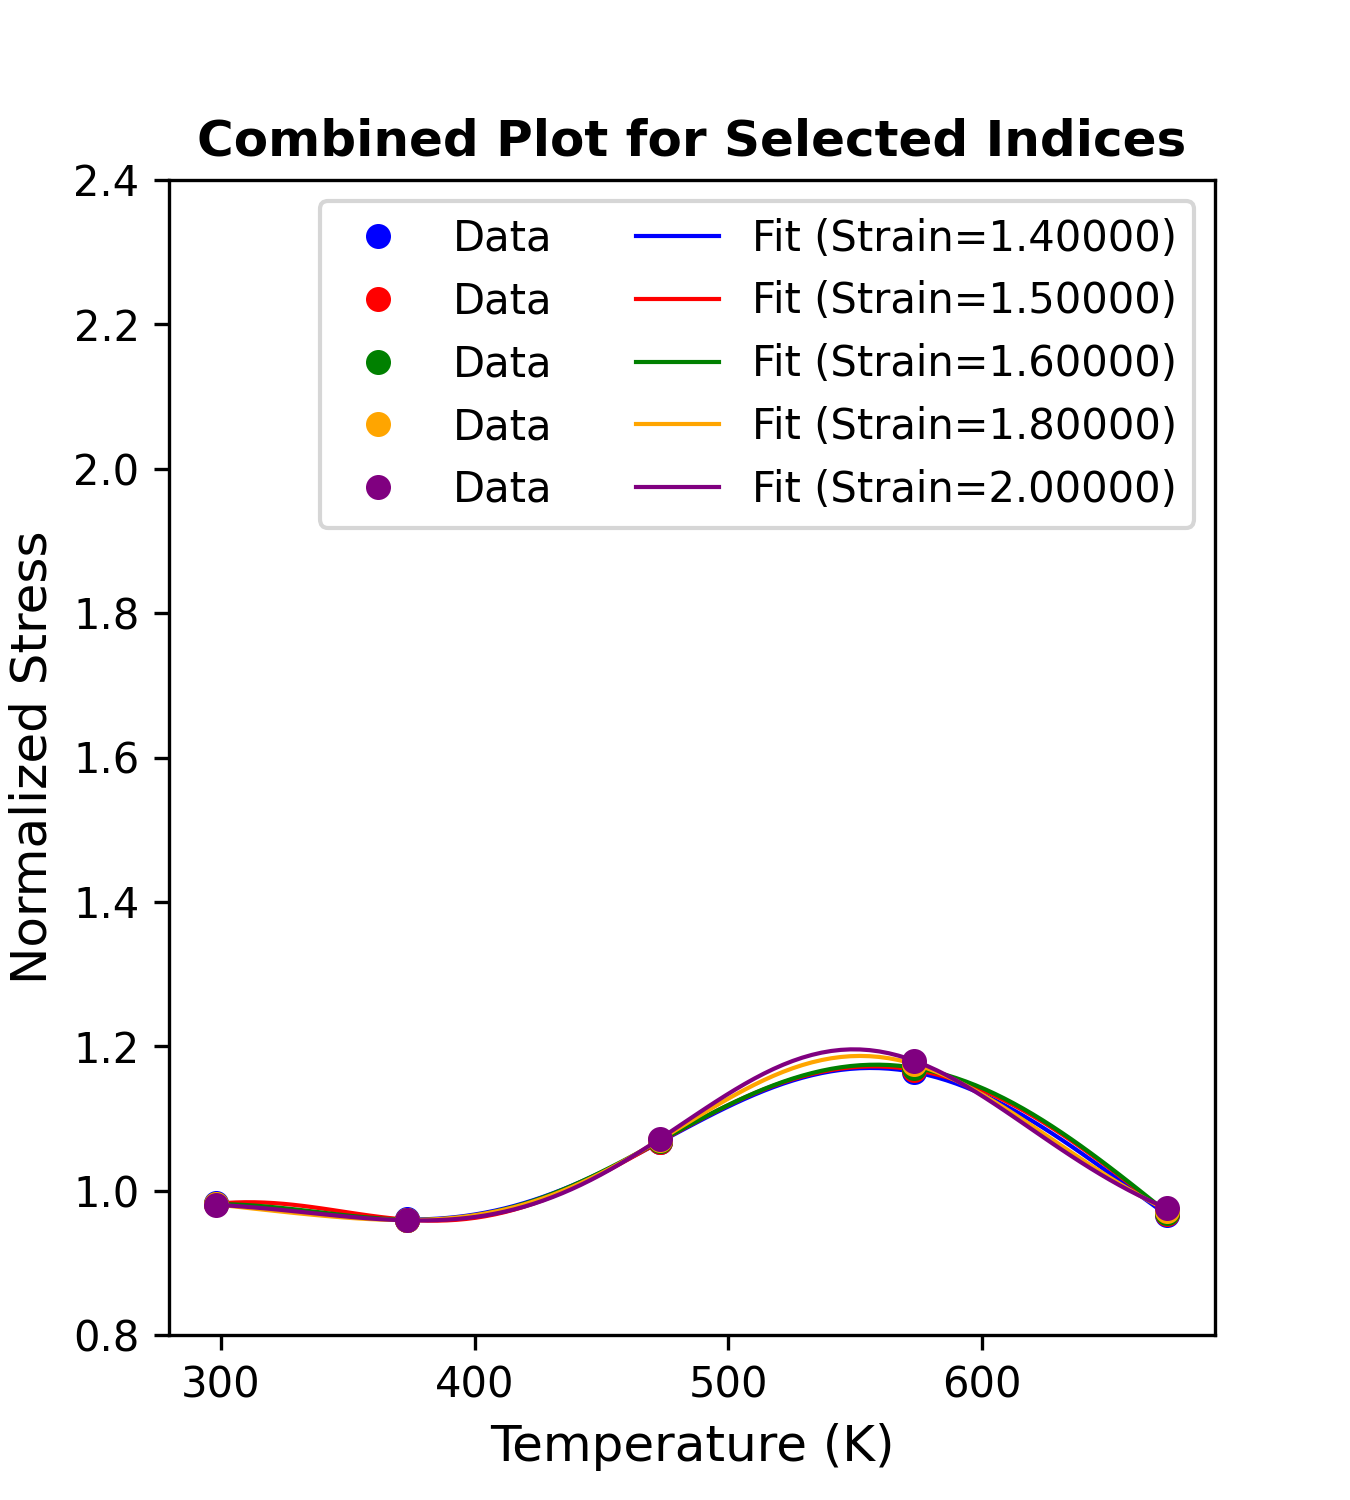 Combined Plot for Selected Indices
2.4
2.2
2.0
1.8
1.6
1.4
1.2
1.0
0.8
Normalized Stress
Data Fit (Strain=1.40000)
Data Fit (Strain=1.50000)
Data Fit (Strain=1.60000)
Data Fit (Strain=1.80000)
Data Fit (Strain=2.00000)
300 400 500 600
Temperature (K)